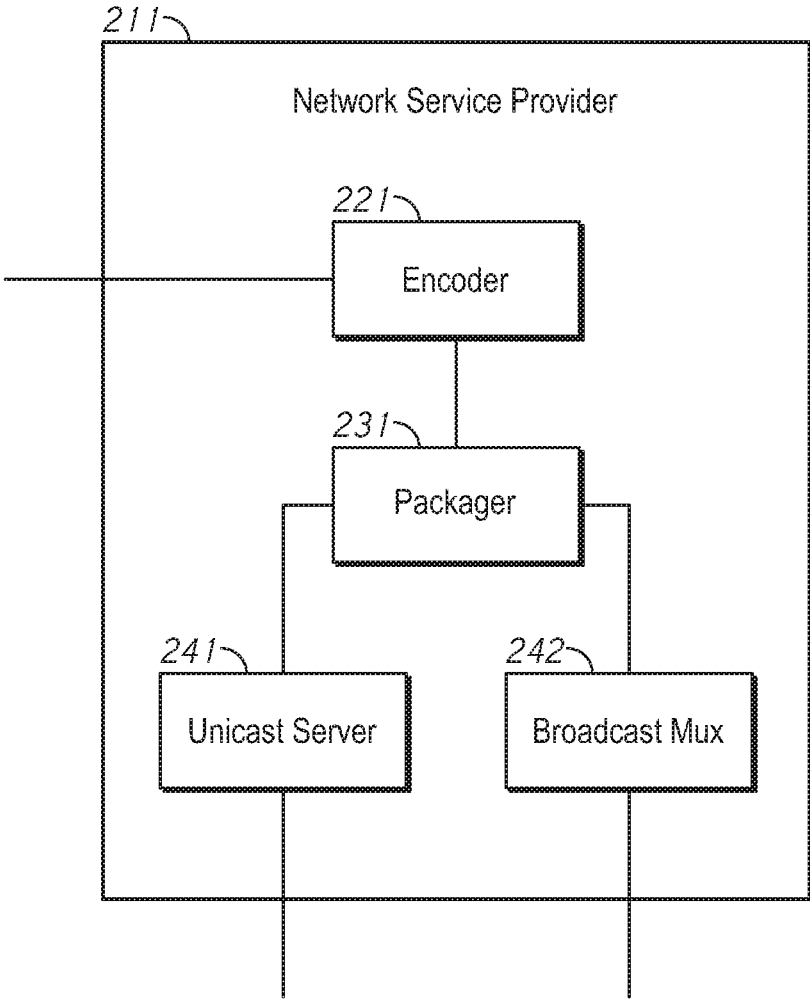 211
Network Service Provider
221
Encoder
231
Packager
241
Unicast Server
242
Broadcast Mux